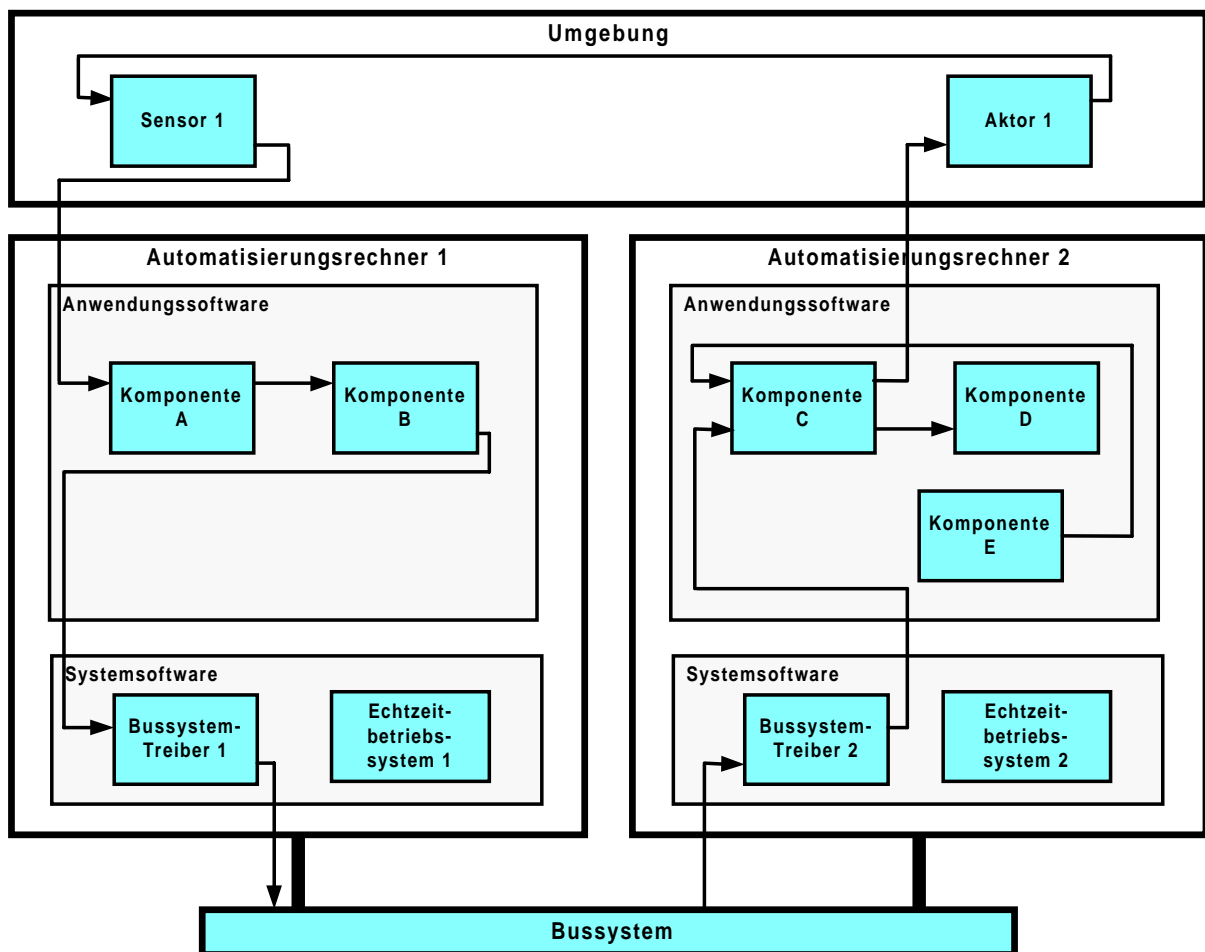 Umgebung
Sensor 1
Aktor 1
Automatisierungsrechner 1
Anwendungssoftware
Komponente
A
Komponente
B
Systemsoftware
Bussystem-
Treiber 1
Echtzeit-
betriebs-
system 1
Automatisierungsrechner 2
Anwendungssoftware
Komponente
C
Komponente
D
Komponente
E
Systemsoftware
Bussystem-
Treiber 2
Echtzeit-
betriebs-
system 2
Bussystem